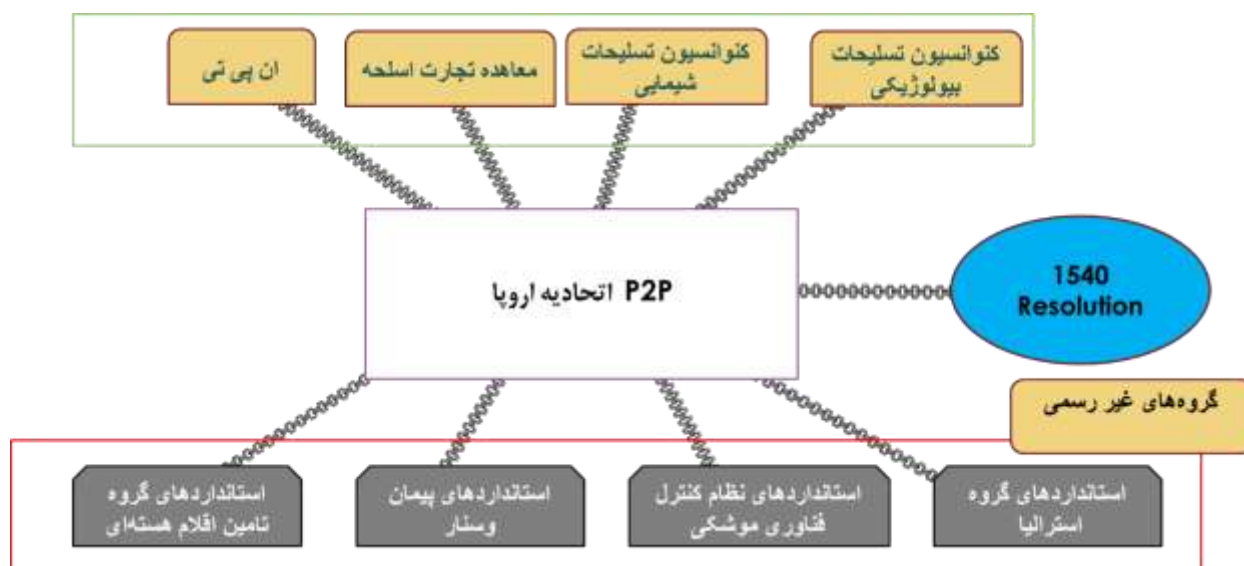 کنوانسیون تسلیحات
بیولوژیکی
کنوانسیون تسلیحات
شیمایی
معاهده تجارت اسلحه
ان پی تی
P2P اتحادیه اروپا
1540
Resolution
گروه‌های غیر رسمی
استانداردهای گروه
استرالیا
استانداردهای نظام کنترل
فناوری موشکی
استانداردهای پیمان
وسنار
استانداردهای گروه
تامین اقلام هسته‌ای